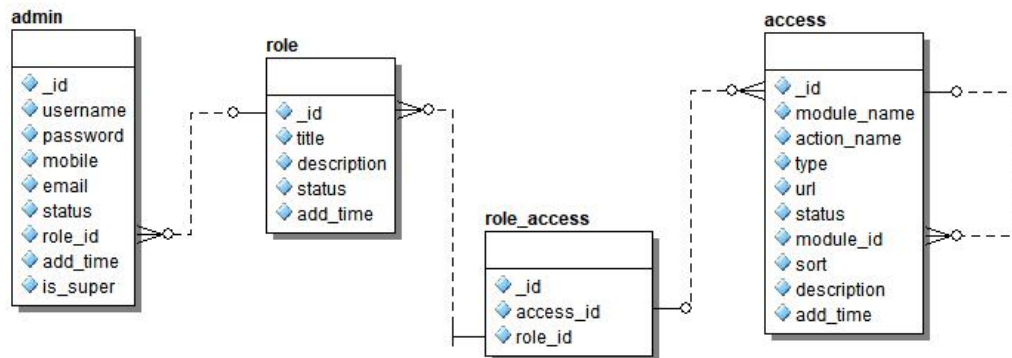 admin
_id
username
password
mobile
email
status
role_id
add_time
is_super
role
_id
title
description
status
add_time
role_access
_id
access_id
role_id
access
_id
module_name
action_name
type
url
status
module_id
sort
description
add_time